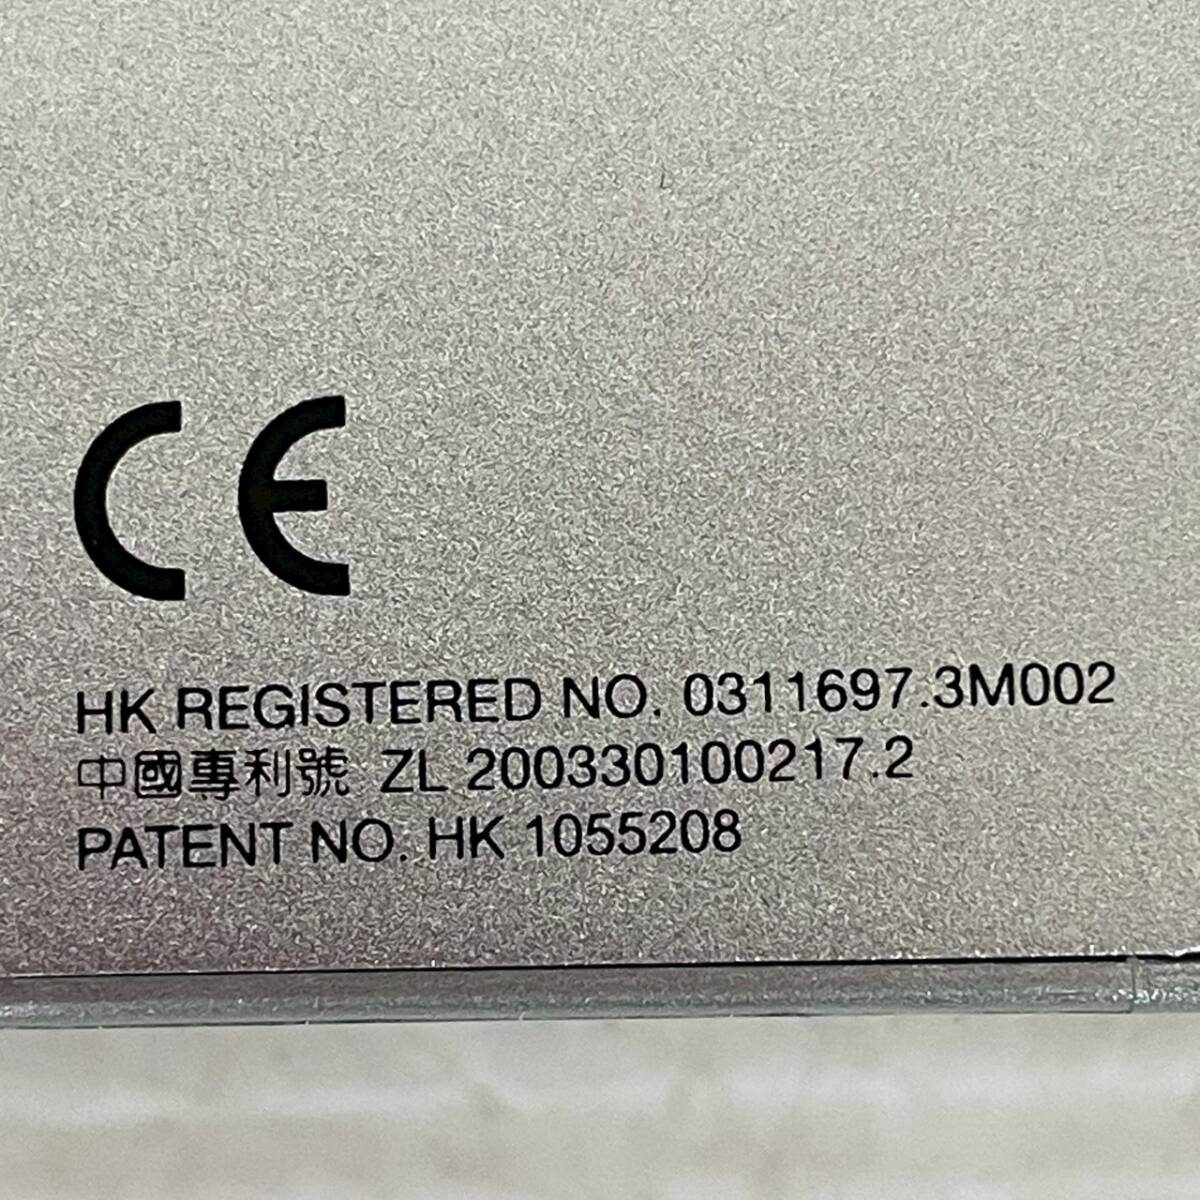 CE
HK REGISTERED NO. 0311697.3M002
中國專利號 ZL 200330100217.2
PATENT NO. HK 1055208